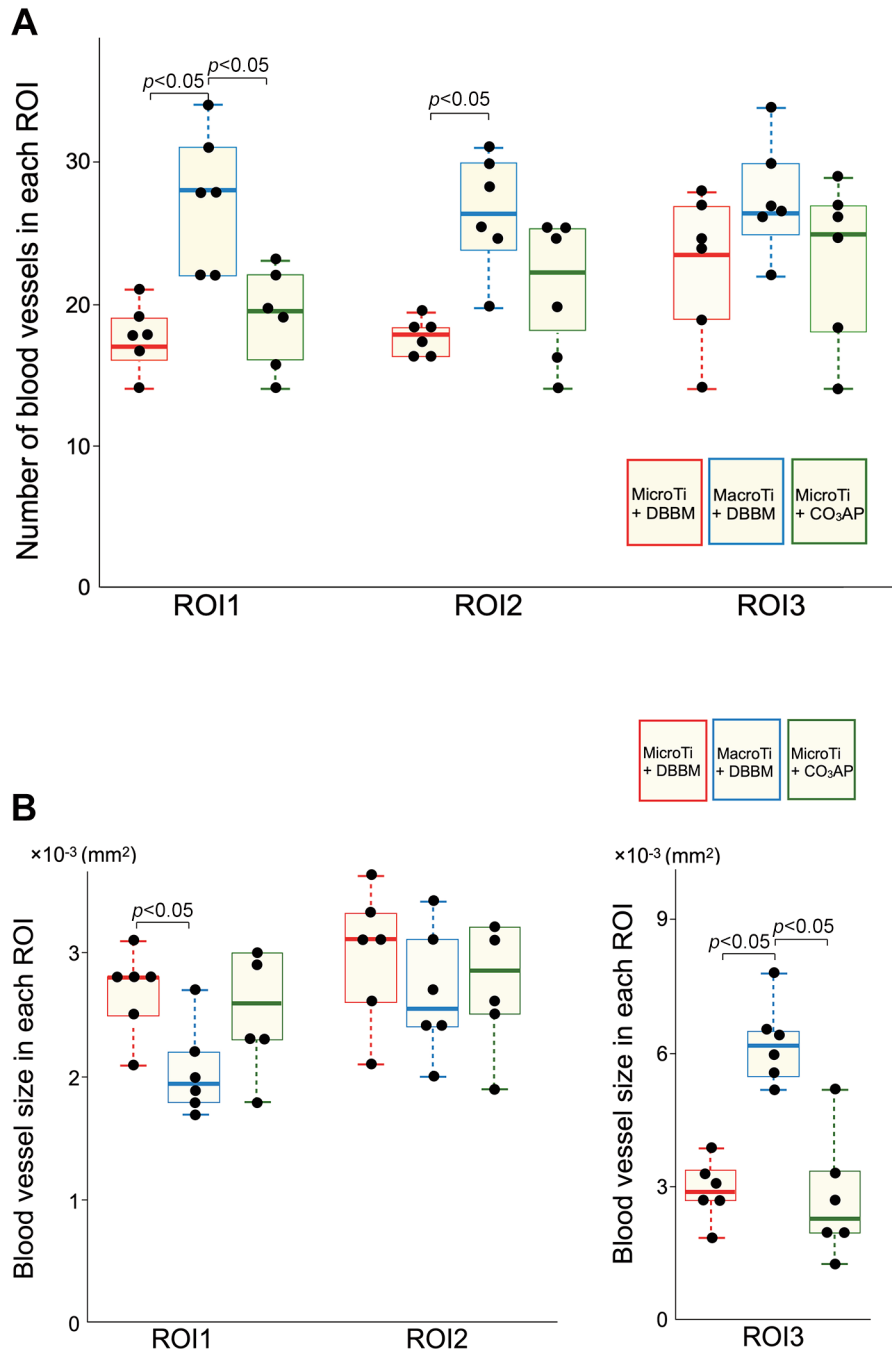 A
Number of blood vessels in each ROI
30
20
10
0
p<0.05
p<0.05
p<0.05
MicroTi
+ DBBM
MacroTi
+ DBBM
MicroTi
+ CO₃AP
ROI1
ROI2
ROI3
MicroTi
+ DBBM
MacroTi
+ DBBM
MicroTi
+ CO₃AP
B
×10⁻³ (mm²)
Blood vessel size in each ROI
3
2
1
0
p<0.05
ROI1
ROI2
×10⁻³ (mm²)
Blood vessel size in each ROI
9
6
3
0
p<0.05
p<0.05
ROI3